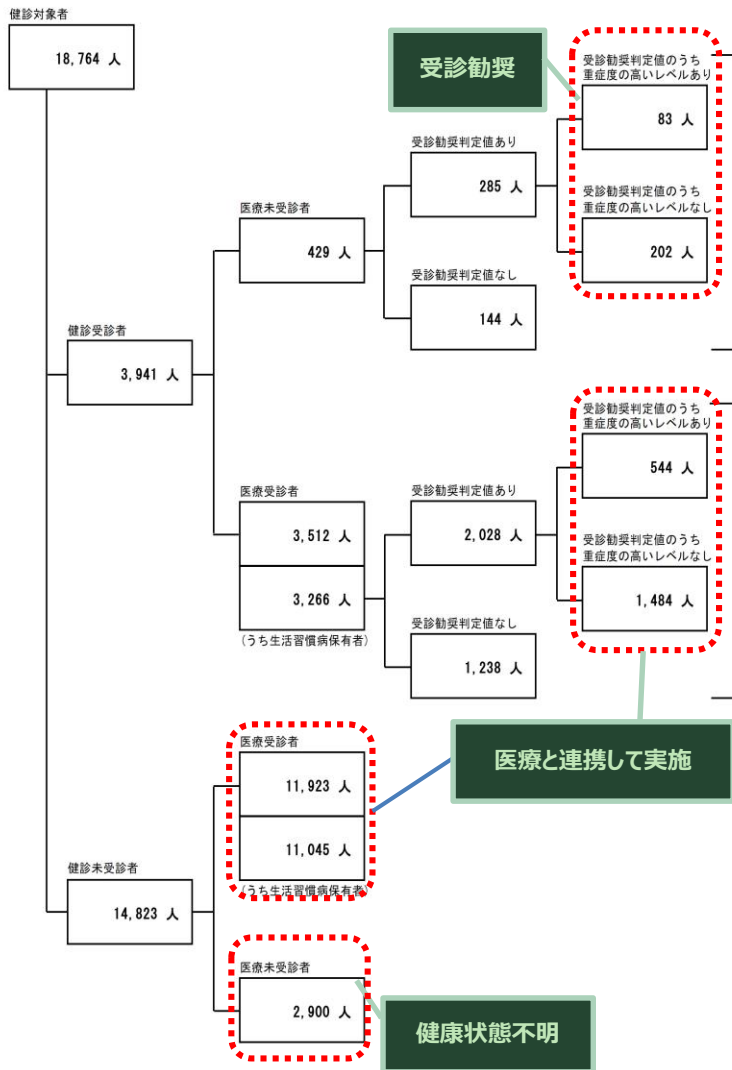 健診対象者
18,764 人
受診勧奨
受診勧奨判定値のうち
重症度の高いレベルあり
83 人
受診勧奨判定値あり
285 人
受診勧奨判定値のうち
重症度の高いレベルなし
202 人
医療未受診者
429 人
受診勧奨判定値なし
144 人
健診受診者
3,941 人
受診勧奨判定値のうち
重症度の高いレベルあり
544 人
医療受診者
3,512 人
3,266 人
(うち生活習慣病保有者)
受診勧奨判定値あり
2,028 人
受診勧奨判定値のうち
重症度の高いレベルなし
1,484 人
受診勧奨判定値なし
1,238 人
医療と連携して実施
医療受診者
11,923 人
11,045 人
(うち生活習慣病保有者)
健診未受診者
14,823 人
医療未受診者
2,900 人
健康状態不明